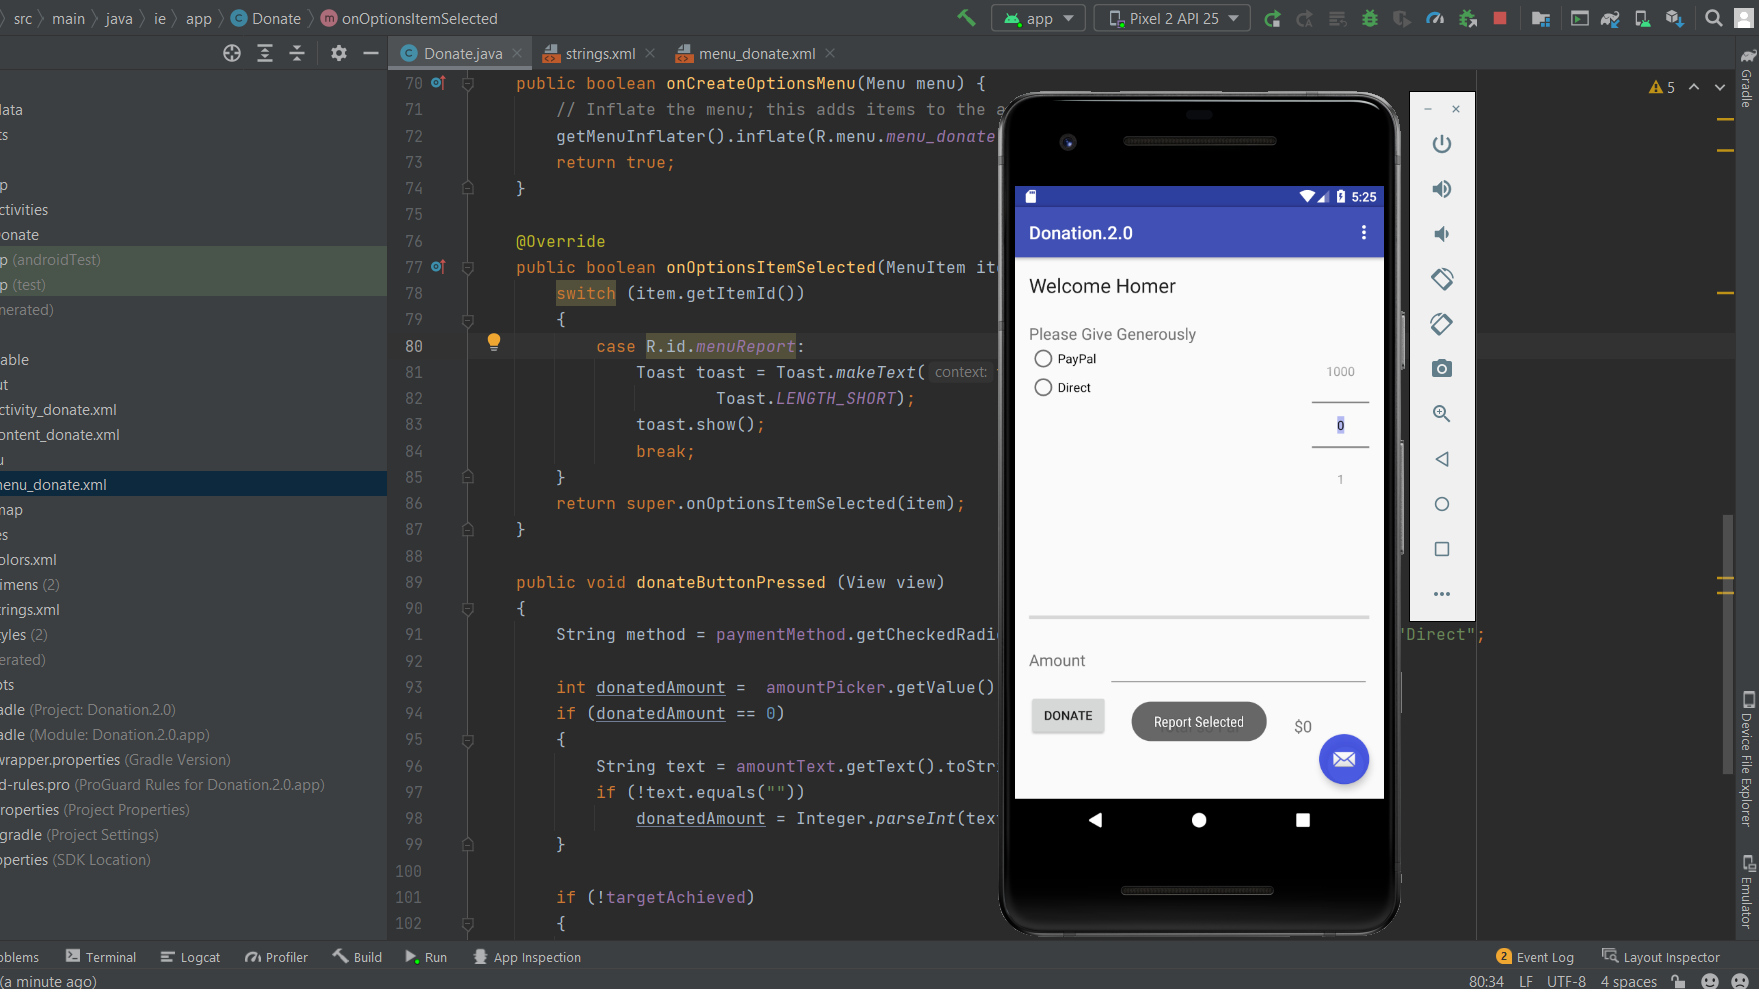 src main java ie app Donate onOptionsItemSelected
app Pixel 2 API 25
Donate.java strings.xml menu_donate.xml
data
ts
p
ctivities
Donate
p (androidTest)
p (test)
nerated)
able
ut
ctivity_donate.xml
ontent_donate.xml
u
enu_donate.xml
map
es
olors.xml
imens (2)
trings.xml
tyles (2)
erated)
pts
adle (Project: Donation.2.0)
adle (Module: Donation.2.0.app)
wrapper.properties (Gradle Version)
d-rules.pro (ProGuard Rules for Donation.2.0.app)
roperties (Project Properties)
gradle (Project Settings)
operties (SDK Location)
70 public boolean onCreateOptionsMenu(Menu menu) {
71 // Inflate the menu; this adds items to the a
72 getMenuInflater().inflate(R.menu.menu_donate
73 return true;
74 }
75
76 @Override
77 public boolean onOptionsItemSelected(MenuItem ite
78 switch (item.getItemId())
79 {
80 case R.id.menuReport:
81 Toast toast = Toast.makeText( context:
82 Toast.LENGTH_SHORT);
83 toast.show();
84 break;
85 }
86 return super.onOptionsItemSelected(item);
87 }
88
89 public void donateButtonPressed (View view)
90 {
91 String method = paymentMethod.getCheckedRadio "Direct";
92
93 int donatedAmount = amountPicker.getValue()
94 if (donatedAmount == 0)
95 {
96 String text = amountText.getText().toStri
97 if (!text.equals(""))
98 donatedAmount = Integer.parseInt(tex
99 }
100
101 if (!targetAchieved)
102 {
5
5:25
Donation.2.0
Welcome Homer
Please Give Generously
PayPal
Direct
1000
0
1
Amount
DONATE
Report Selected
$0
Gradle
Device File Explorer
Emulator
oblems Terminal Logcat Profiler Build Run App Inspection 2 Event Log Layout Inspector
(a minute ago) 80:34 LF UTF-8 4 spaces